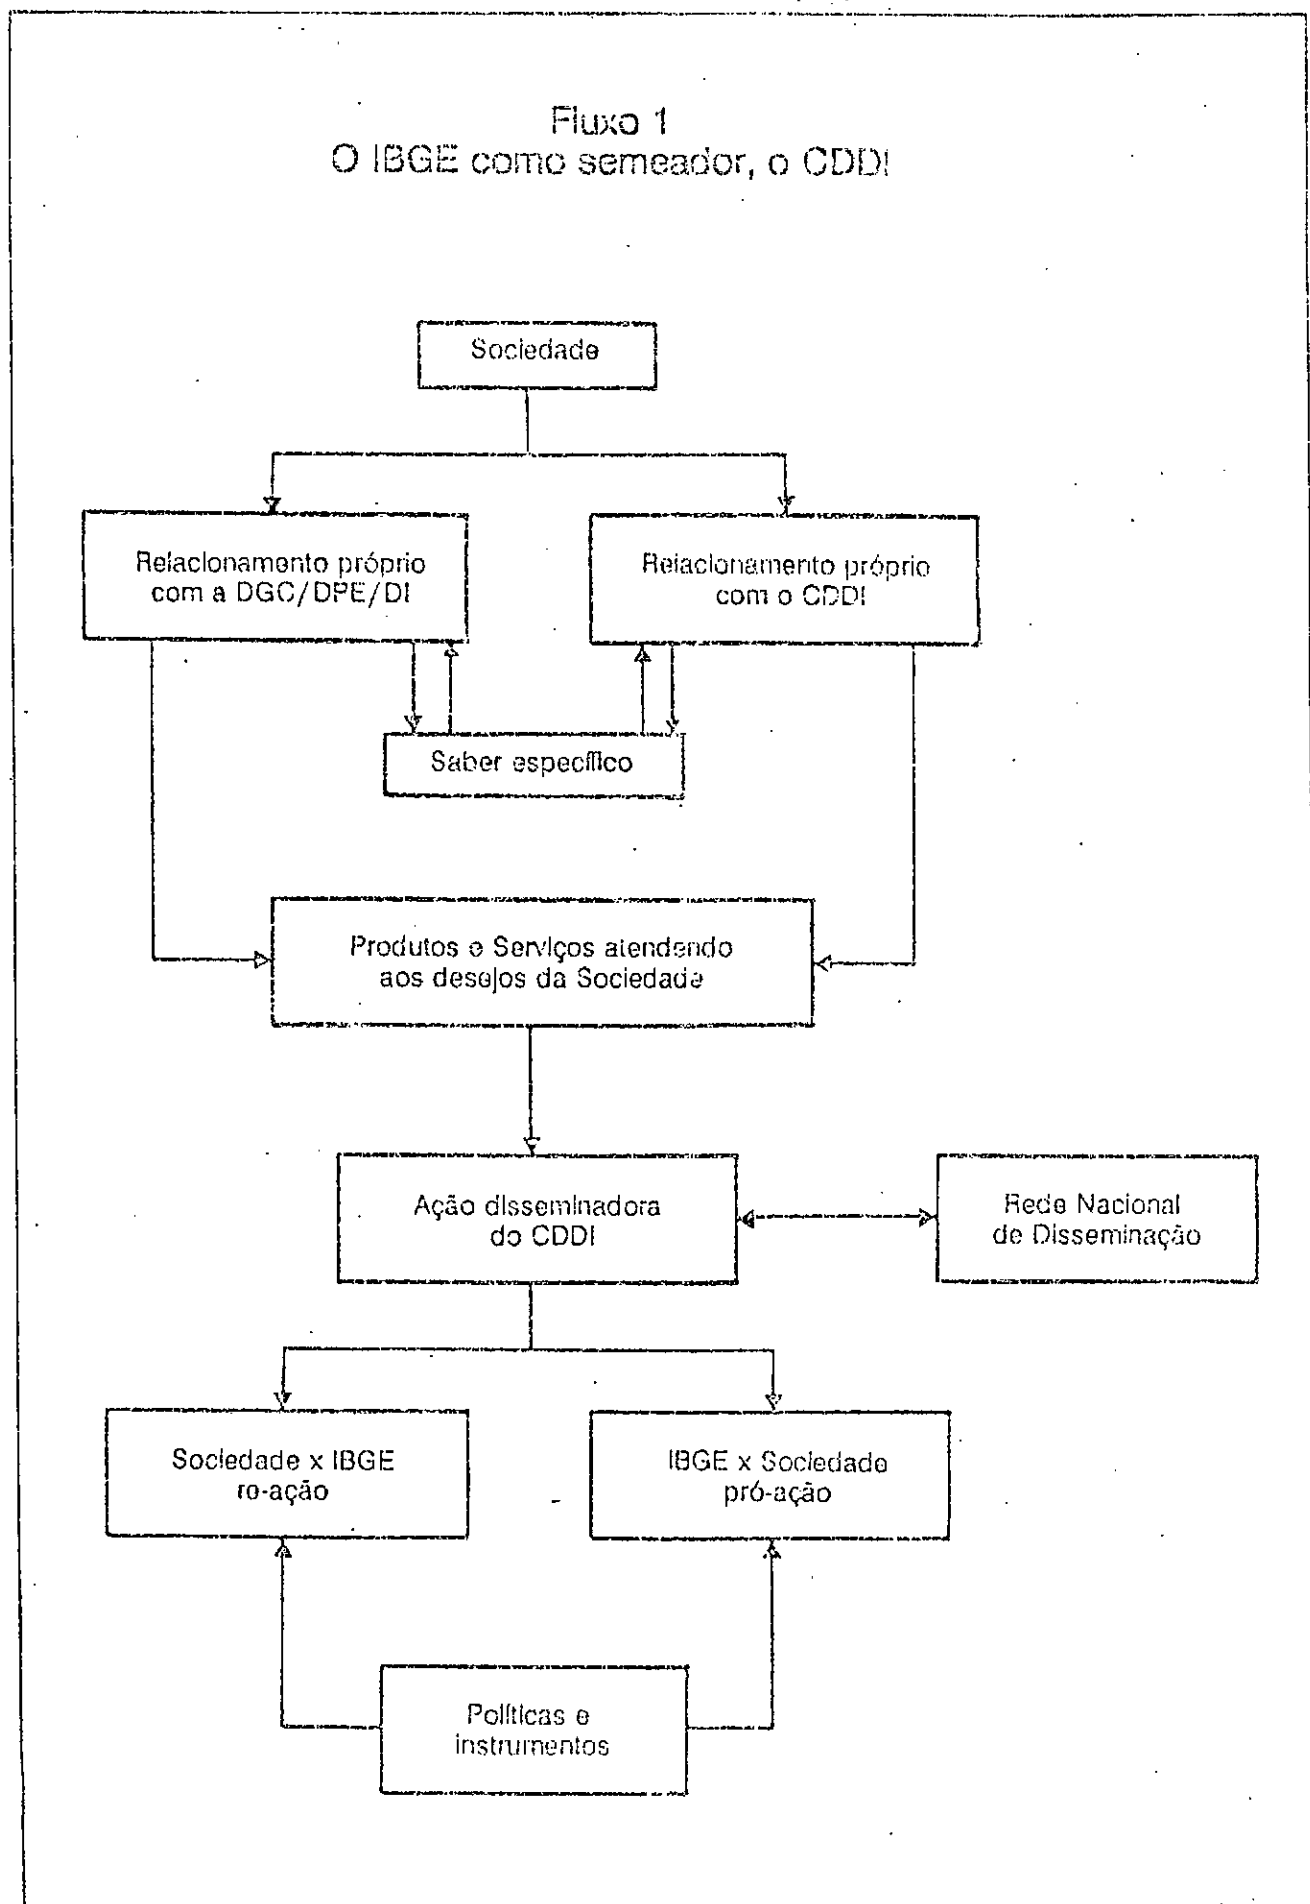 Fluxo 1
O IBGE como semeador, o CDDI
Sociedade
Relacionamento próprio
com a DGC/DPE/DI
Relacionamento próprio
com o CDDI
Saber específico
Produtos e Serviços atendendo
aos desejos da Sociedade
Ação disseminadora
do CDDI
Rede Nacional
de Disseminação
Sociedade x IBGE
re-ação
IBGE x Sociedade
pró-ação
Políticas e
instrumentos